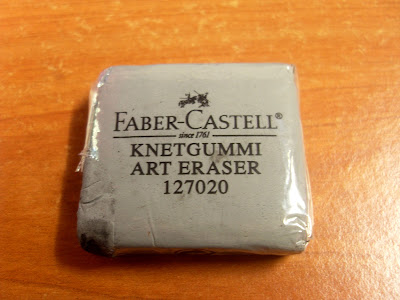 FABER-CASTELL®
since 1761
KNETGUMMI
ART ERASER
127020